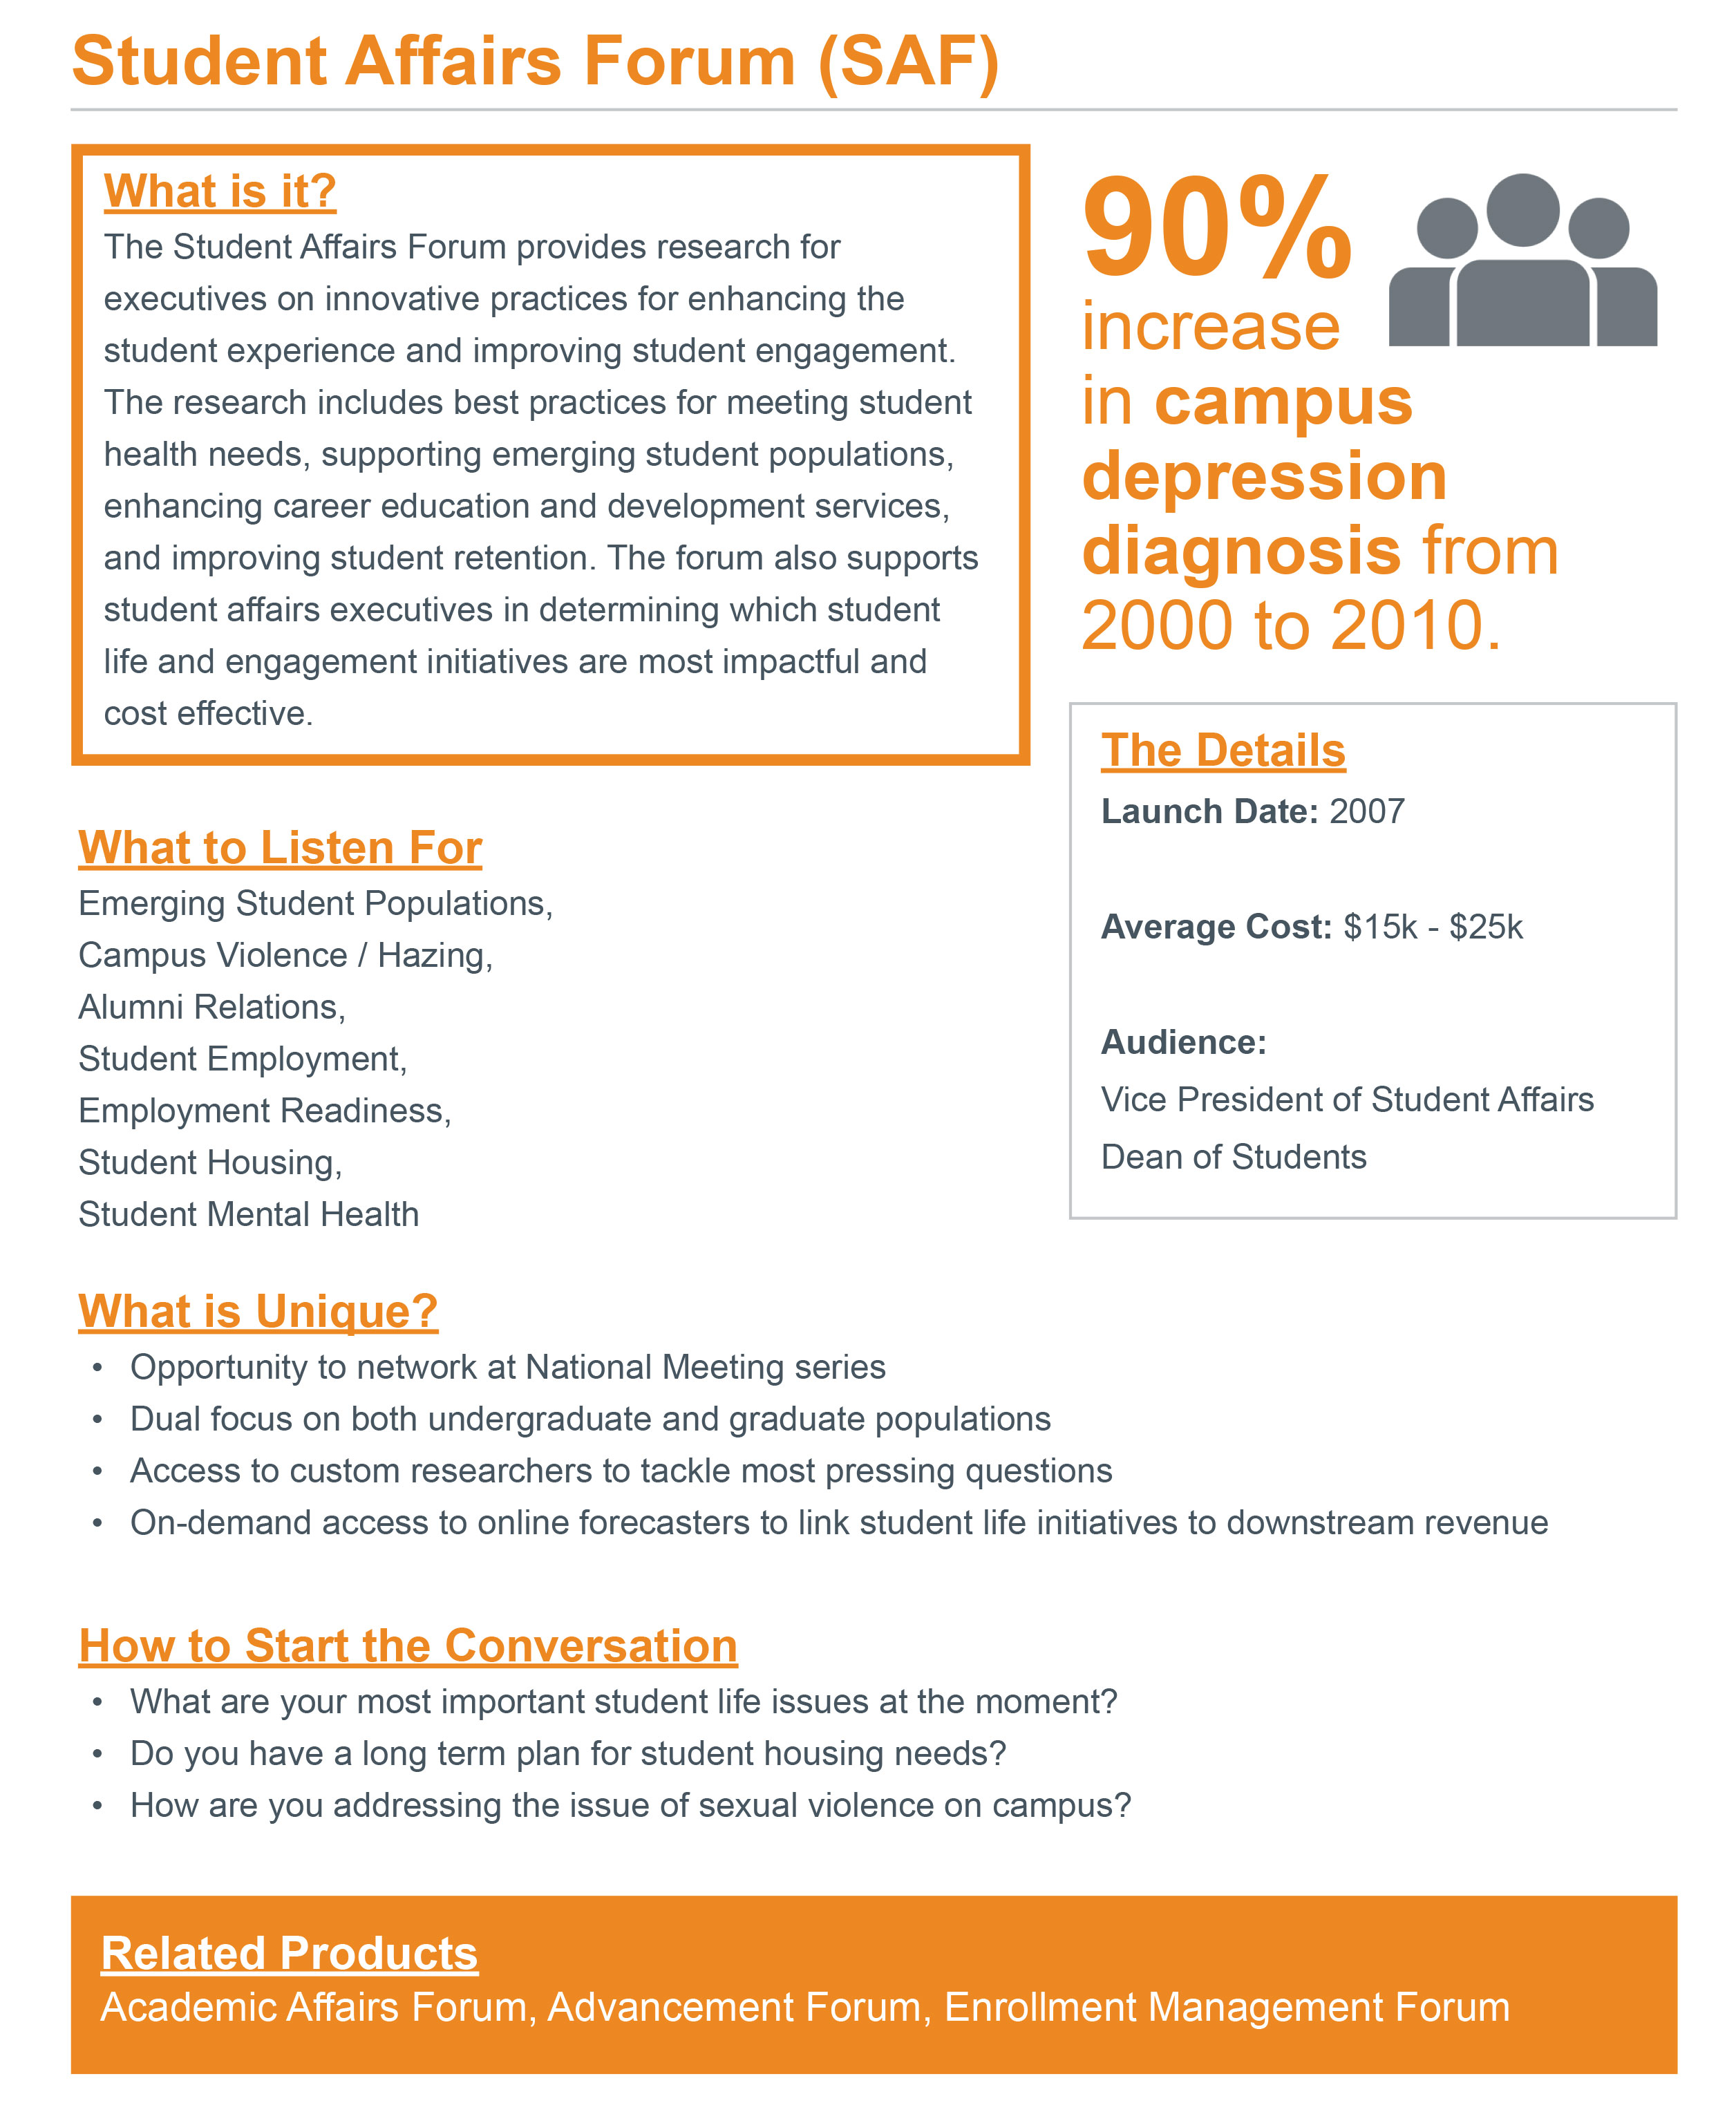 Student Affairs Forum (SAF)
What is it?
The Student Affairs Forum provides research for
executives on innovative practices for enhancing the
student experience and improving student engagement.
The research includes best practices for meeting student
health needs, supporting emerging student populations,
enhancing career education and development services,
and improving student retention. The forum also supports
student affairs executives in determining which student
life and engagement initiatives are most impactful and
cost effective.
90%
increase
in campus
depression
diagnosis from
2000 to 2010.
The Details
Launch Date: 2007
Average Cost: $15k - $25k
Audience:
Vice President of Student Affairs
Dean of Students
What to Listen For
Emerging Student Populations,
Campus Violence / Hazing,
Alumni Relations,
Student Employment,
Employment Readiness,
Student Housing,
Student Mental Health
What is Unique?
• Opportunity to network at National Meeting series
• Dual focus on both undergraduate and graduate populations
• Access to custom researchers to tackle most pressing questions
• On-demand access to online forecasters to link student life initiatives to downstream revenue
How to Start the Conversation
• What are your most important student life issues at the moment?
• Do you have a long term plan for student housing needs?
• How are you addressing the issue of sexual violence on campus?
Related Products
Academic Affairs Forum, Advancement Forum, Enrollment Management Forum